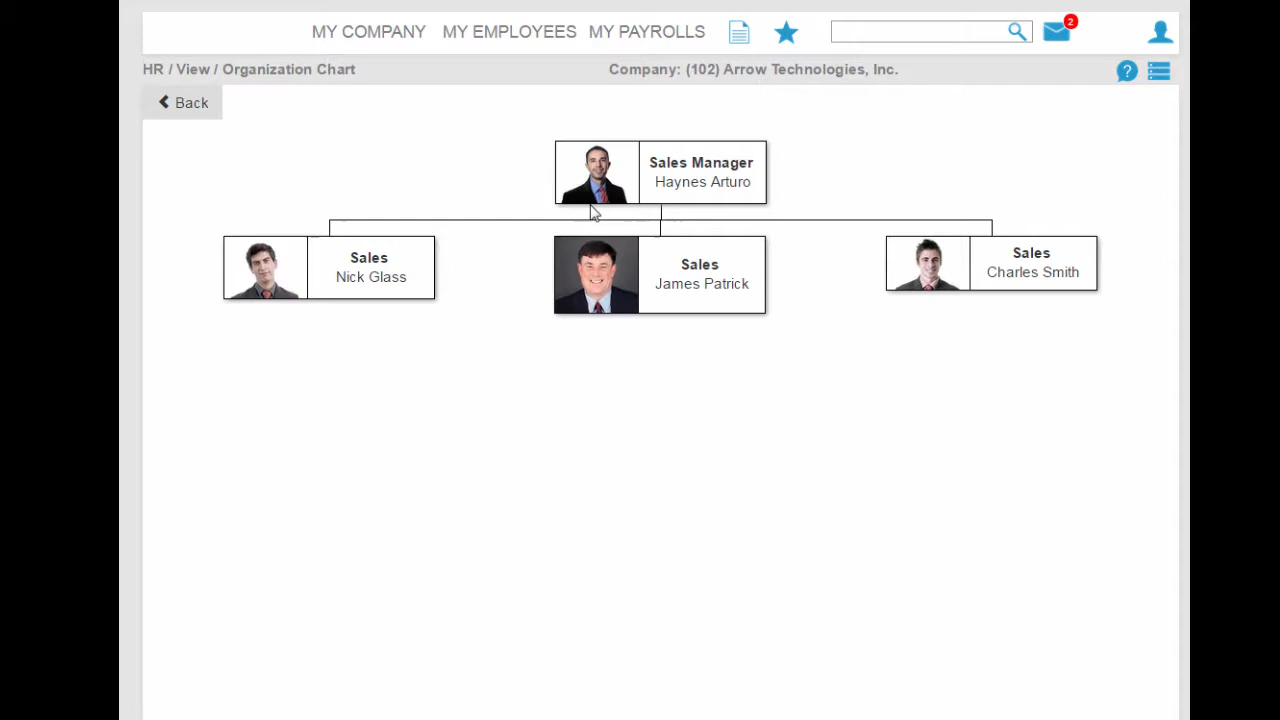 MY COMPANY MY EMPLOYEES MY PAYROLLS 2
HR / View / Organization Chart Company: (102) Arrow Technologies, Inc. ?
Back
Sales Manager
Haynes Arturo
Sales
Nick Glass
Sales
James Patrick
Sales
Charles Smith